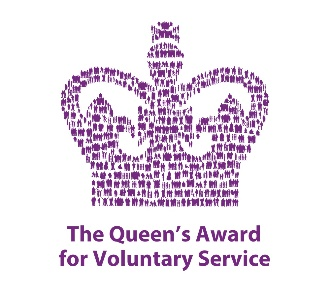 The Queen's Award
for Voluntary Service